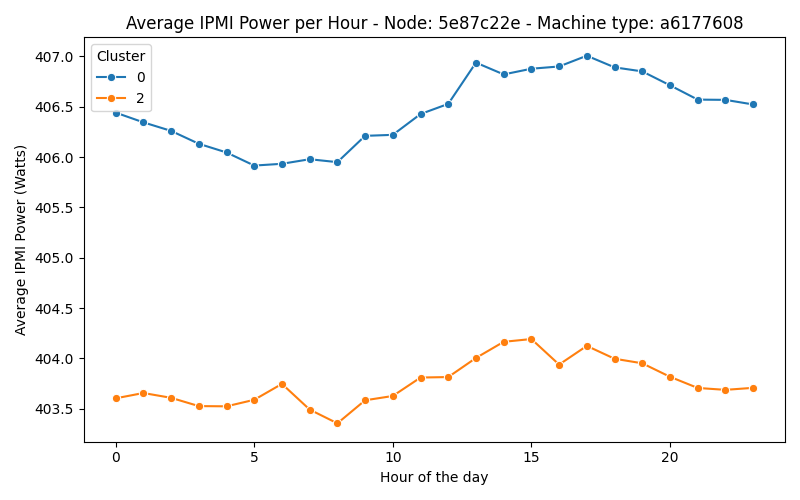 Average IPMI Power per Hour - Node: 5e87c22e - Machine type: a6177608
Cluster
0
2
Average IPMI Power (Watts)
407.0
406.5
406.0
405.5
405.0
404.5
404.0
403.5
0 5 10 15 20
Hour of the day